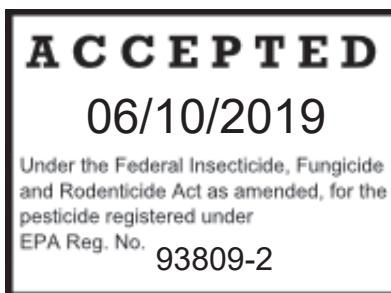 ACCEPTED
06/10/2019
Under the Federal Insecticide, Fungicide
and Rodenticide Act as amended, for the
pesticide registered under
EPA Reg. No. 93809-2